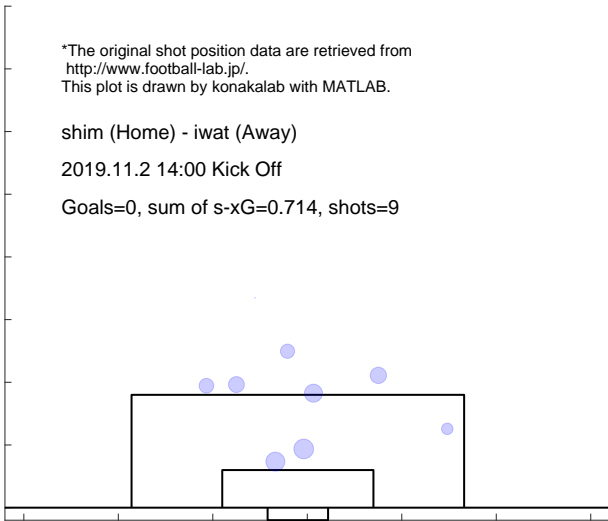 *The original shot position data are retrieved from
http://www.football-lab.jp/.
This plot is drawn by konakalab with MATLAB.
shim (Home) - iwat (Away)
2019.11.2 14:00 Kick Off
Goals=0, sum of s-xG=0.714, shots=9